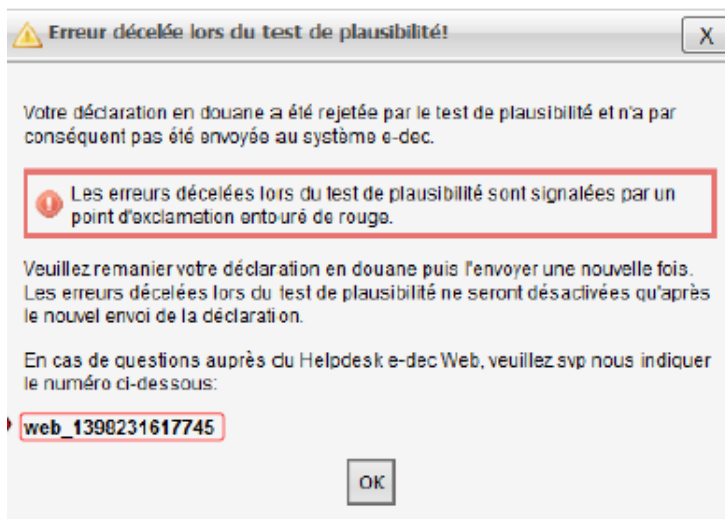 Erreur décelée lors du test de plausibilité!
X
Votre déclaration en douane a été rejetée par le test de plausibilité et n'a par
conséquent pas été envoyée au système e-dec.
Les erreurs décelées lors du test de plausibilité sont signalées par un
point d'exclamation entouré de rouge.
Veuillez remanier votre déclaration en douane puis l'envoyer une nouvelle fois.
Les erreurs décelées lors du test de plausibilité ne seront désactivées qu'après
le nouvel envoi de la déclaration.
En cas de questions auprès du Helpdesk e-dec Web, veuillez svp nous indiquer
le numéro ci-dessous:
web_1398231617745
OK